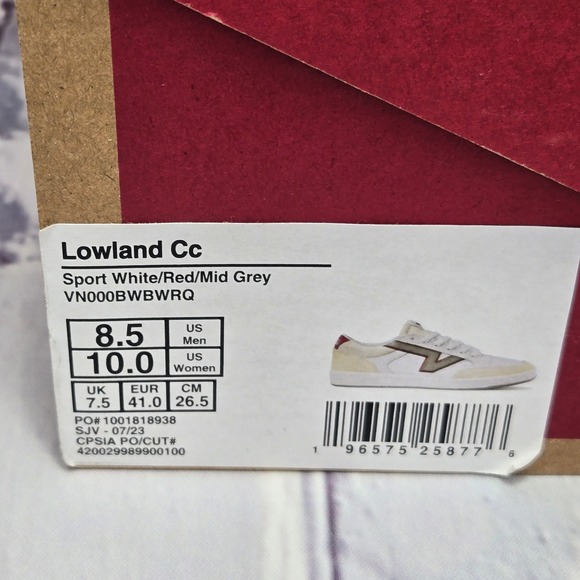 Lowland Cc
Sport White/Red/Mid Grey
VN000BWBWRQ
8.5 US Men
10.0 US Women
UK 7.5 EUR 41.0 CM 26.5
PO# 1001818938
SJV - 07/23
CPSIA PO/CUT#
420029989900100
1 96575 25877 6